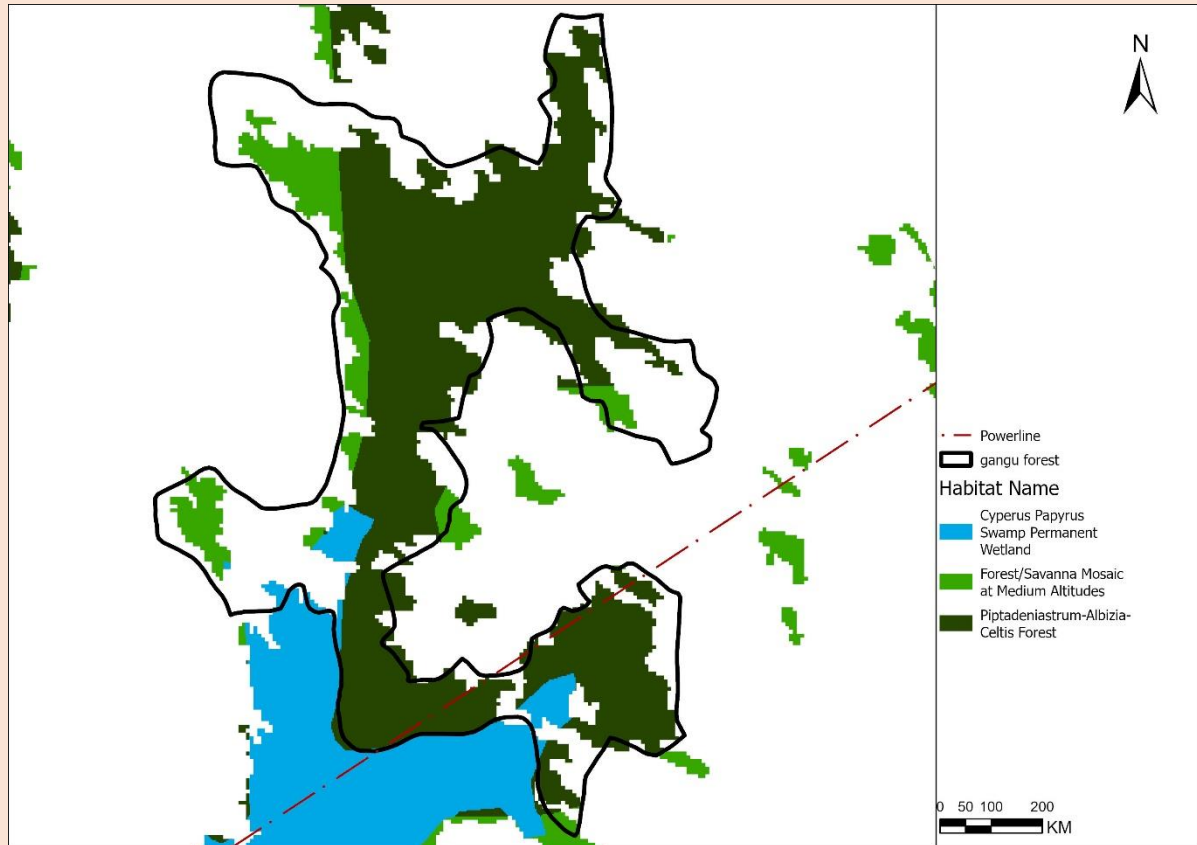 N
Powerline
gangu forest
Habitat Name
Cyperus Papyrus
Swamp Permanent
Wetland
Forest/Savanna Mosaic
at Medium Altitudes
Piptadeniastrum-Albizia-
Celtis Forest
0 50 100 200
KM